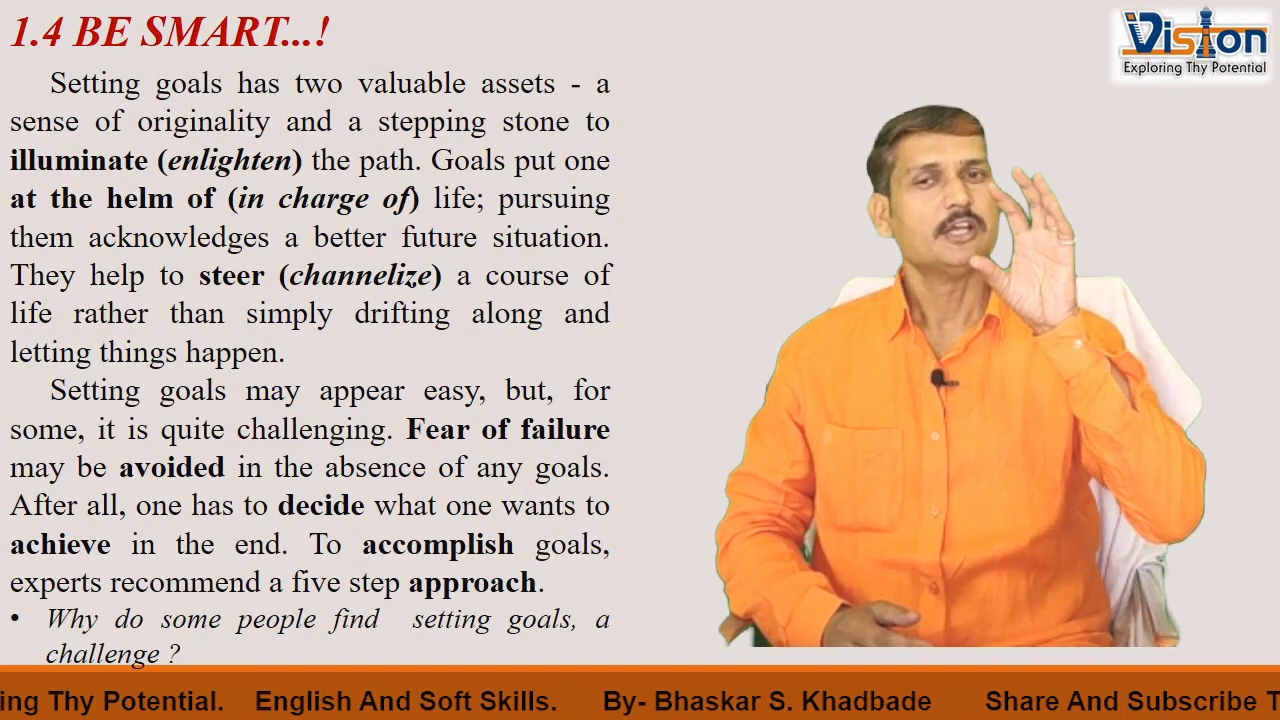 1.4 BE SMART...!
Setting goals has two valuable assets - a
sense of originality and a stepping stone to
illuminate (enlighten) the path. Goals put one
at the helm of (in charge of) life; pursuing
them acknowledges a better future situation.
They help to steer (channelize) a course of
life rather than simply drifting along and
letting things happen.
Setting goals may appear easy, but, for
some, it is quite challenging. Fear of failure
may be avoided in the absence of any goals.
After all, one has to decide what one wants to
achieve in the end. To accomplish goals,
experts recommend a five step approach.
• Why do some people find setting goals, a
challenge ?
Vision
Exploring Thy Potential
ing Thy Potential. English And Soft Skills. By- Bhaskar S. Khadbade Share And Subscribe T